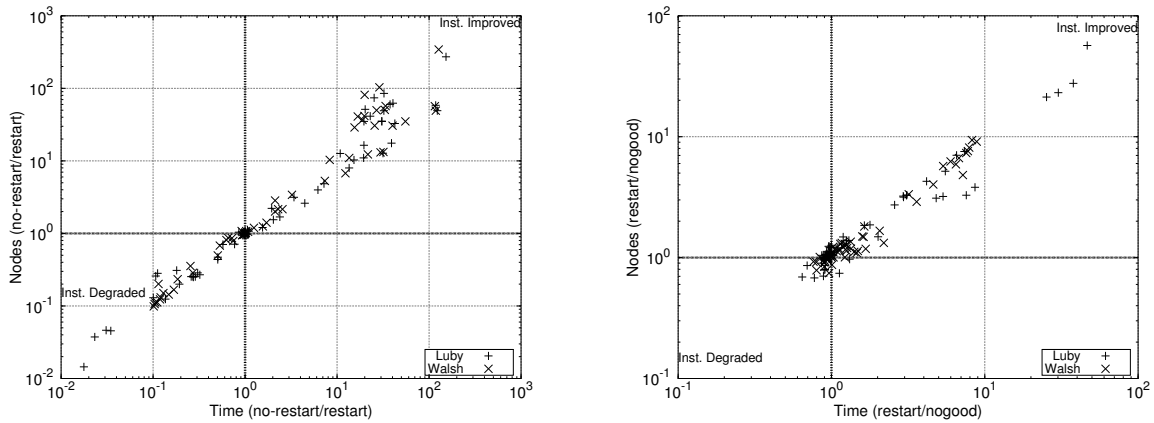 10^3
Inst. Improved
10^2
10^1
10^0
Inst. Degraded
10^-1
10^-2
Luby
Walsh
10^-2 10^-1 10^0 10^1 10^2 10^3
Time (no-restart/restart)
Nodes (no-restart/restart)
10^2
Inst. Improved
10^1
10^0
Inst. Degraded
10^-1
Luby
Walsh
10^-1 10^0 10^1 10^2
Time (restart/nogood)
Nodes (restart/nogood)